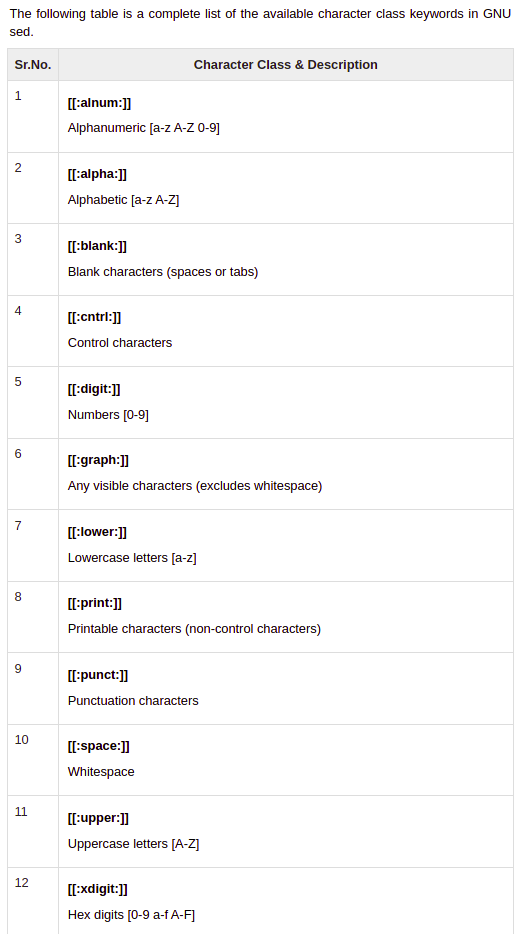 The following table is a complete list of the available character class keywords in GNU
sed.
Sr.No. Character Class & Description
1
[[:alnum:]]
Alphanumeric [a-z A-Z 0-9]
2
[[:alpha:]]
Alphabetic [a-z A-Z]
3
[[:blank:]]
Blank characters (spaces or tabs)
4
[[:cntrl:]]
Control characters
5
[[:digit:]]
Numbers [0-9]
6
[[:graph:]]
Any visible characters (excludes whitespace)
7
[[:lower:]]
Lowercase letters [a-z]
8
[[:print:]]
Printable characters (non-control characters)
9
[[:punct:]]
Punctuation characters
10
[[:space:]]
Whitespace
11
[[:upper:]]
Uppercase letters [A-Z]
12
[[:xdigit:]]
Hex digits [0-9 a-f A-F]